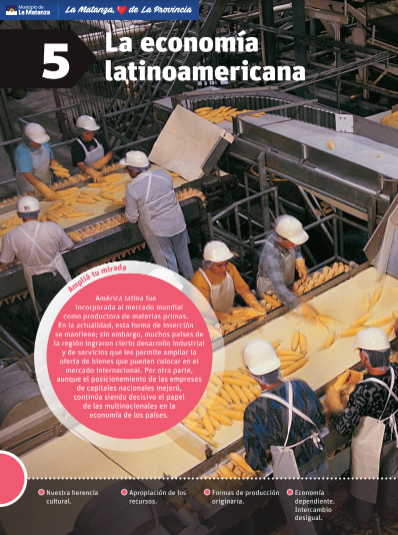 Municipio de
La Matanza
La Matanza, de La Provincia
5
La economía
latinoamericana
Ampliá tu mirada
América latina fue
incorporada al mercado mundial
como productora de materias primas.
En la actualidad, esta forma de inserción
se mantiene; sin embargo, muchos países de
la región lograron cierto desarrollo industrial
y de servicios que les permite ampliar la
oferta de bienes que pueden colocar en el
mercado internacional. Por otra parte,
aunque el posicionamiento de las empresas
de capitales nacionales mejoró,
continúa siendo decisivo el papel
de las multinacionales en la
economía de los países.
Nuestra herencia
cultural.
Apropiación de los
recursos.
Formas de producción
originaria.
Economía
dependiente.
Intercambio
desigual.